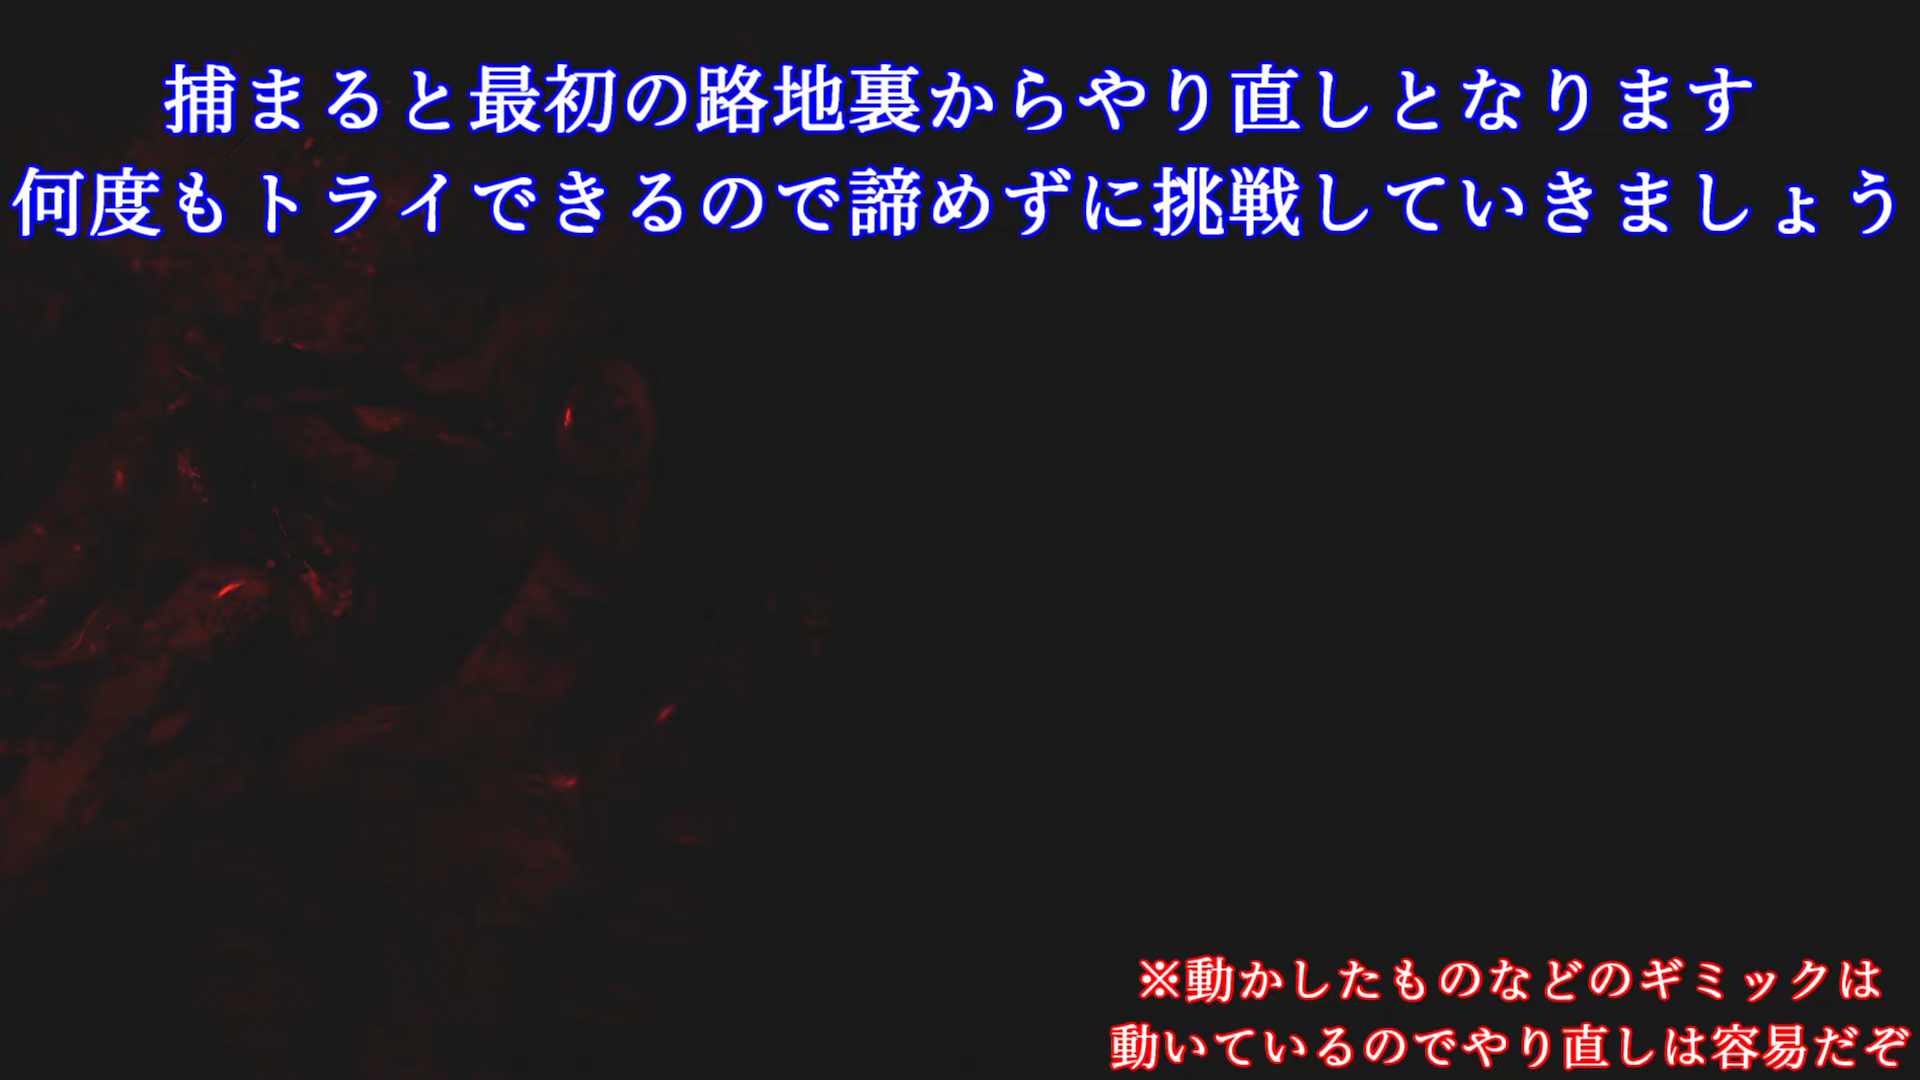 捕まると最初の路地裏からやり直しとなります
何度もトライできるので諦めずに挑戦していきましょう
※動かしたものなどのギミックは
動いているのでやり直しは容易だぞ